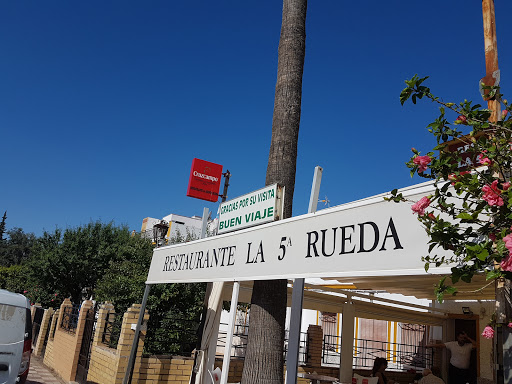 Cruzcampo
GRACIAS POR SU VISITA
BUEN VIAJE
RESTAURANTE LA 5ª RUEDA